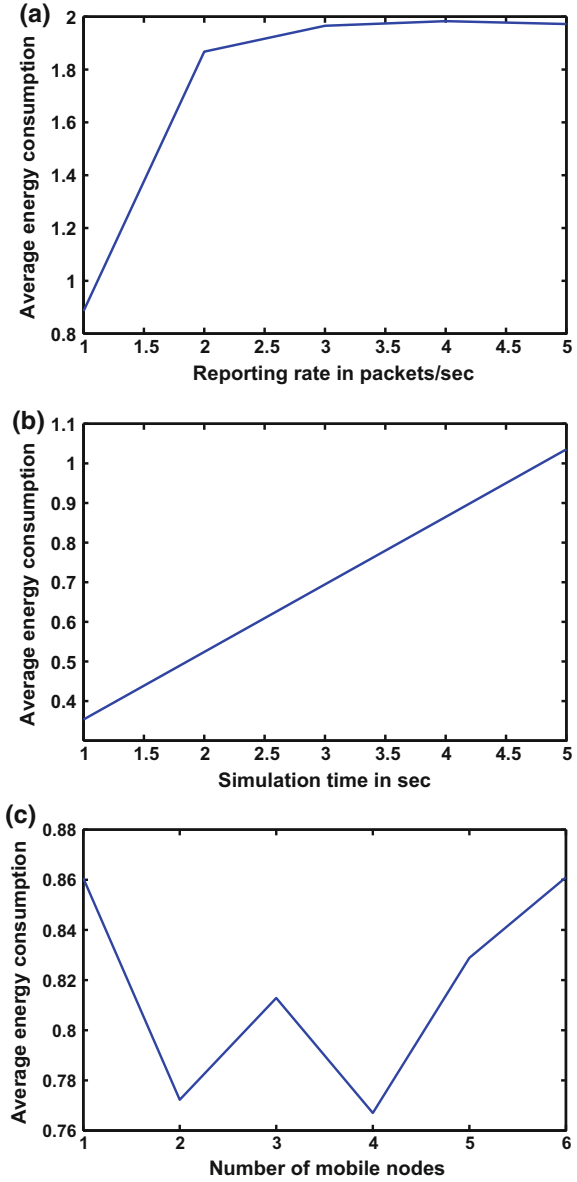 (a)
Average energy consumption
2
1.8
1.6
1.4
1.2
1
0.8
1 1.5 2 2.5 3 3.5 4 4.5 5
Reporting rate in packets/sec
(b)
Average energy consumption
1.1
1
0.9
0.8
0.7
0.6
0.5
0.4
1 1.5 2 2.5 3 3.5 4 4.5 5
Simulation time in sec
(c)
Average energy consumption
0.88
0.86
0.84
0.82
0.8
0.78
0.76
1 2 3 4 5 6
Number of mobile nodes